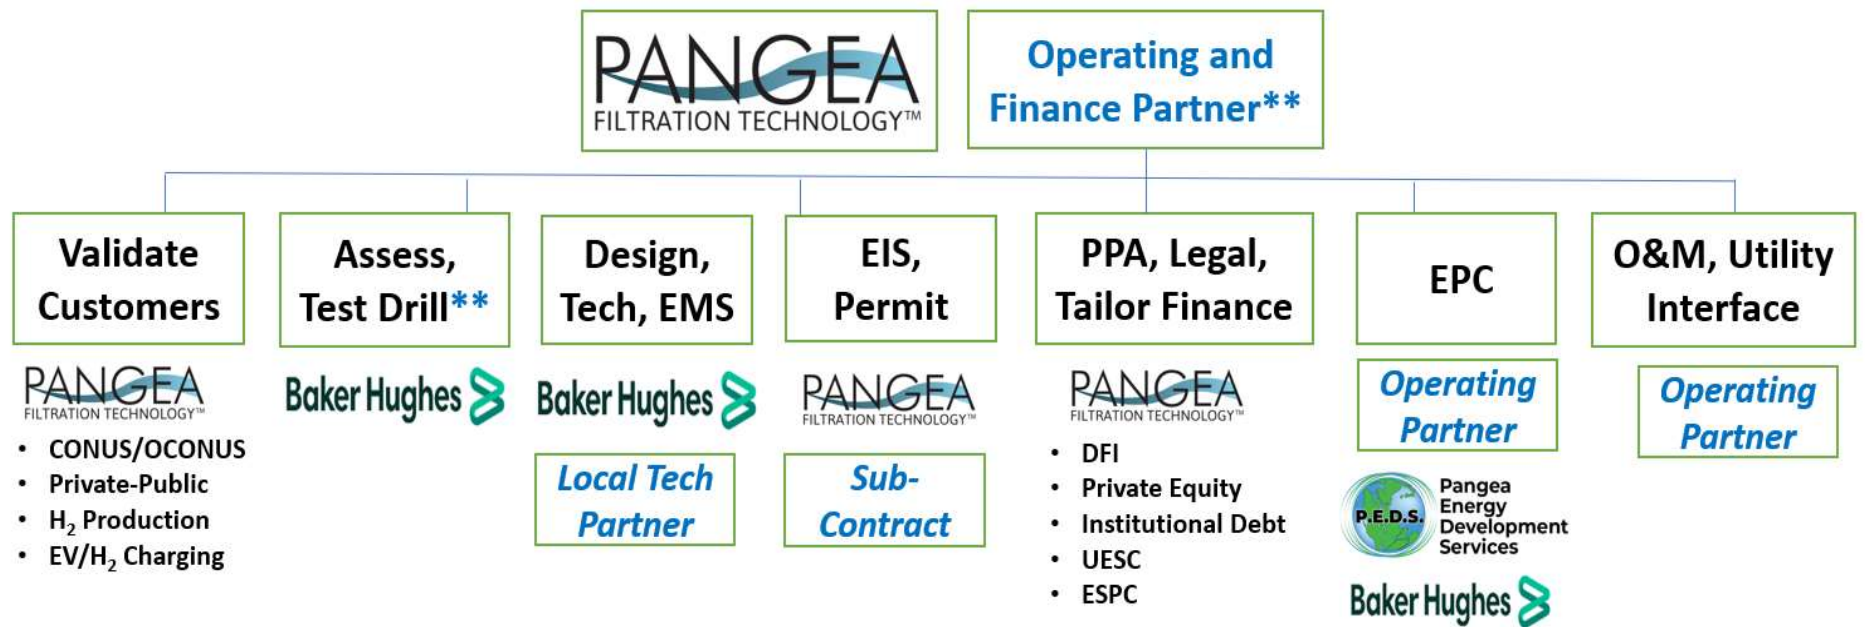 PANGEA
FILTRATION TECHNOLOGY™
Operating and
Finance Partner**
Validate
Customers
PANGEA
FILTRATION TECHNOLOGY™
• CONUS/OCONUS
• Private-Public
• H₂ Production
• EV/H₂ Charging
Assess,
Test Drill**
Baker Hughes
Design,
Tech, EMS
Baker Hughes
Local Tech
Partner
EIS,
Permit
PANGEA
FILTRATION TECHNOLOGY™
Sub-
Contract
PPA, Legal,
Tailor Finance
PANGEA
FILTRATION TECHNOLOGY™
• DFI
• Private Equity
• Institutional Debt
• UESC
• ESPC
EPC
Operating
Partner
P.E.D.S.
Pangea
Energy
Development
Services
Baker Hughes
O&M, Utility
Interface
Operating
Partner